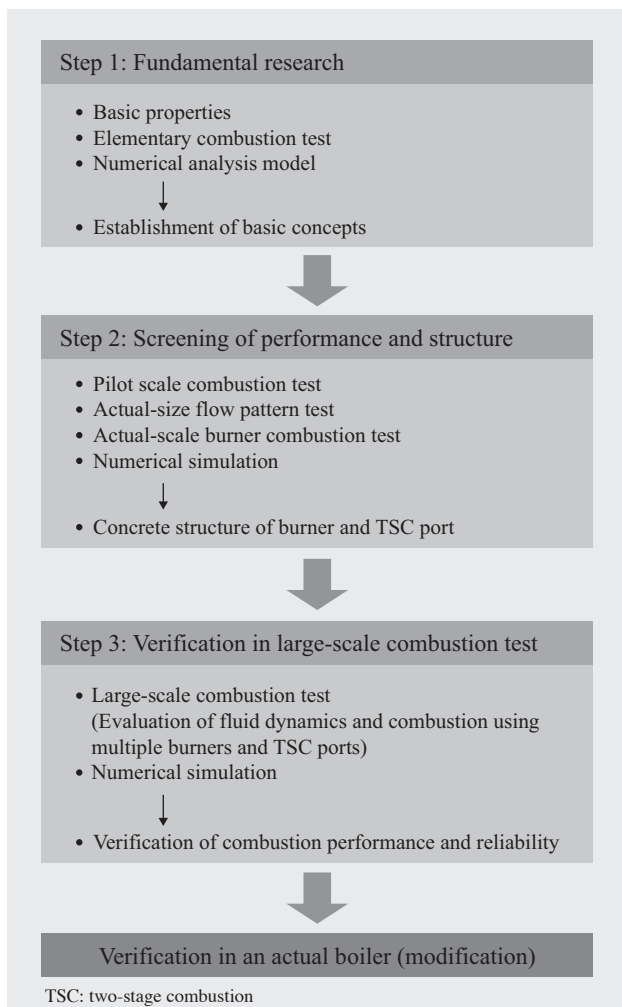 Step 1: Fundamental research
• Basic properties
• Elementary combustion test
• Numerical analysis model
• Establishment of basic concepts
Step 2: Screening of performance and structure
• Pilot scale combustion test
• Actual-size flow pattern test
• Actual-scale burner combustion test
• Numerical simulation
• Concrete structure of burner and TSC port
Step 3: Verification in large-scale combustion test
• Large-scale combustion test
(Evaluation of fluid dynamics and combustion using
multiple burners and TSC ports)
• Numerical simulation
• Verification of combustion performance and reliability
Verification in an actual boiler (modification)
TSC: two-stage combustion